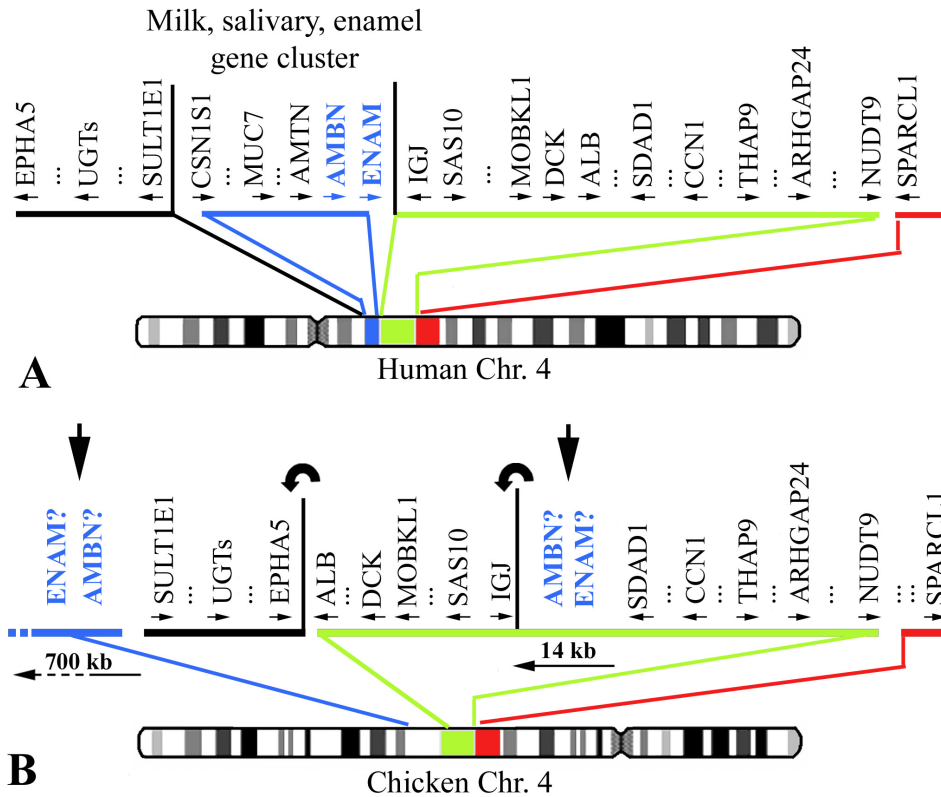 Milk, salivary, enamel
gene cluster
EPHA5
...
UGTs
...
SULT1E1
CSN1S1
...
MUC7
...
AMTN
AMBN
ENAM
IGJ
SAS10
...
MOBKL1
DCK
ALB
...
SDAD1
...
CCN1
...
THAP9
...
ARHGAP24
...
NUDT9
SPARCL1
A
Human Chr. 4
ENAM?
AMBN?
SULT1E1
...
UGTs
...
EPHA5
ALB
...
DCK
MOBKL1
...
SAS10
IGJ
AMBN?
ENAM?
SDAD1
...
CCN1
...
THAP9
...
ARHGAP24
...
NUDT9
....
SPARCL
700 kb
14 kb
B
Chicken Chr. 4